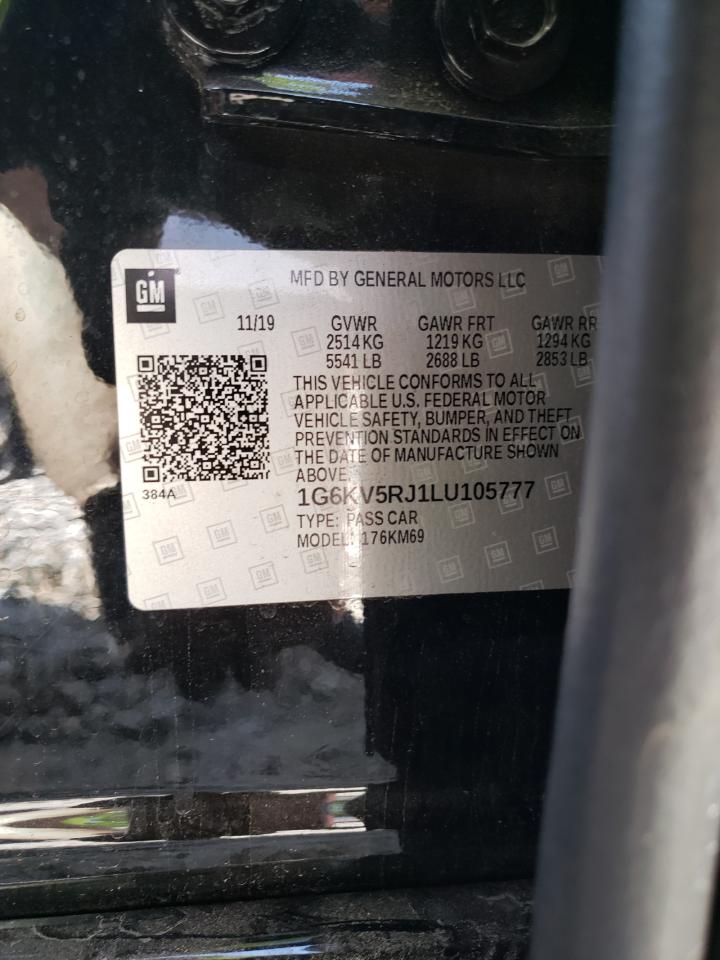 GM
MFD BY GENERAL MOTORS LLC
11/19 GVWR GAWR FRT GAWR RR
2514 KG 1219 KG 1294 KG
5541 LB 2688 LB 2853 LB
THIS VEHICLE CONFORMS TO ALL
APPLICABLE U.S. FEDERAL MOTOR
VEHICLE SAFETY, BUMPER, AND THEFT
PREVENTION STANDARDS IN EFFECT ON
THE DATE OF MANUFACTURE SHOWN
ABOVE.
384A
1G6KV5RJ1LU105777
TYPE: PASS CAR
MODEL: 176KM69